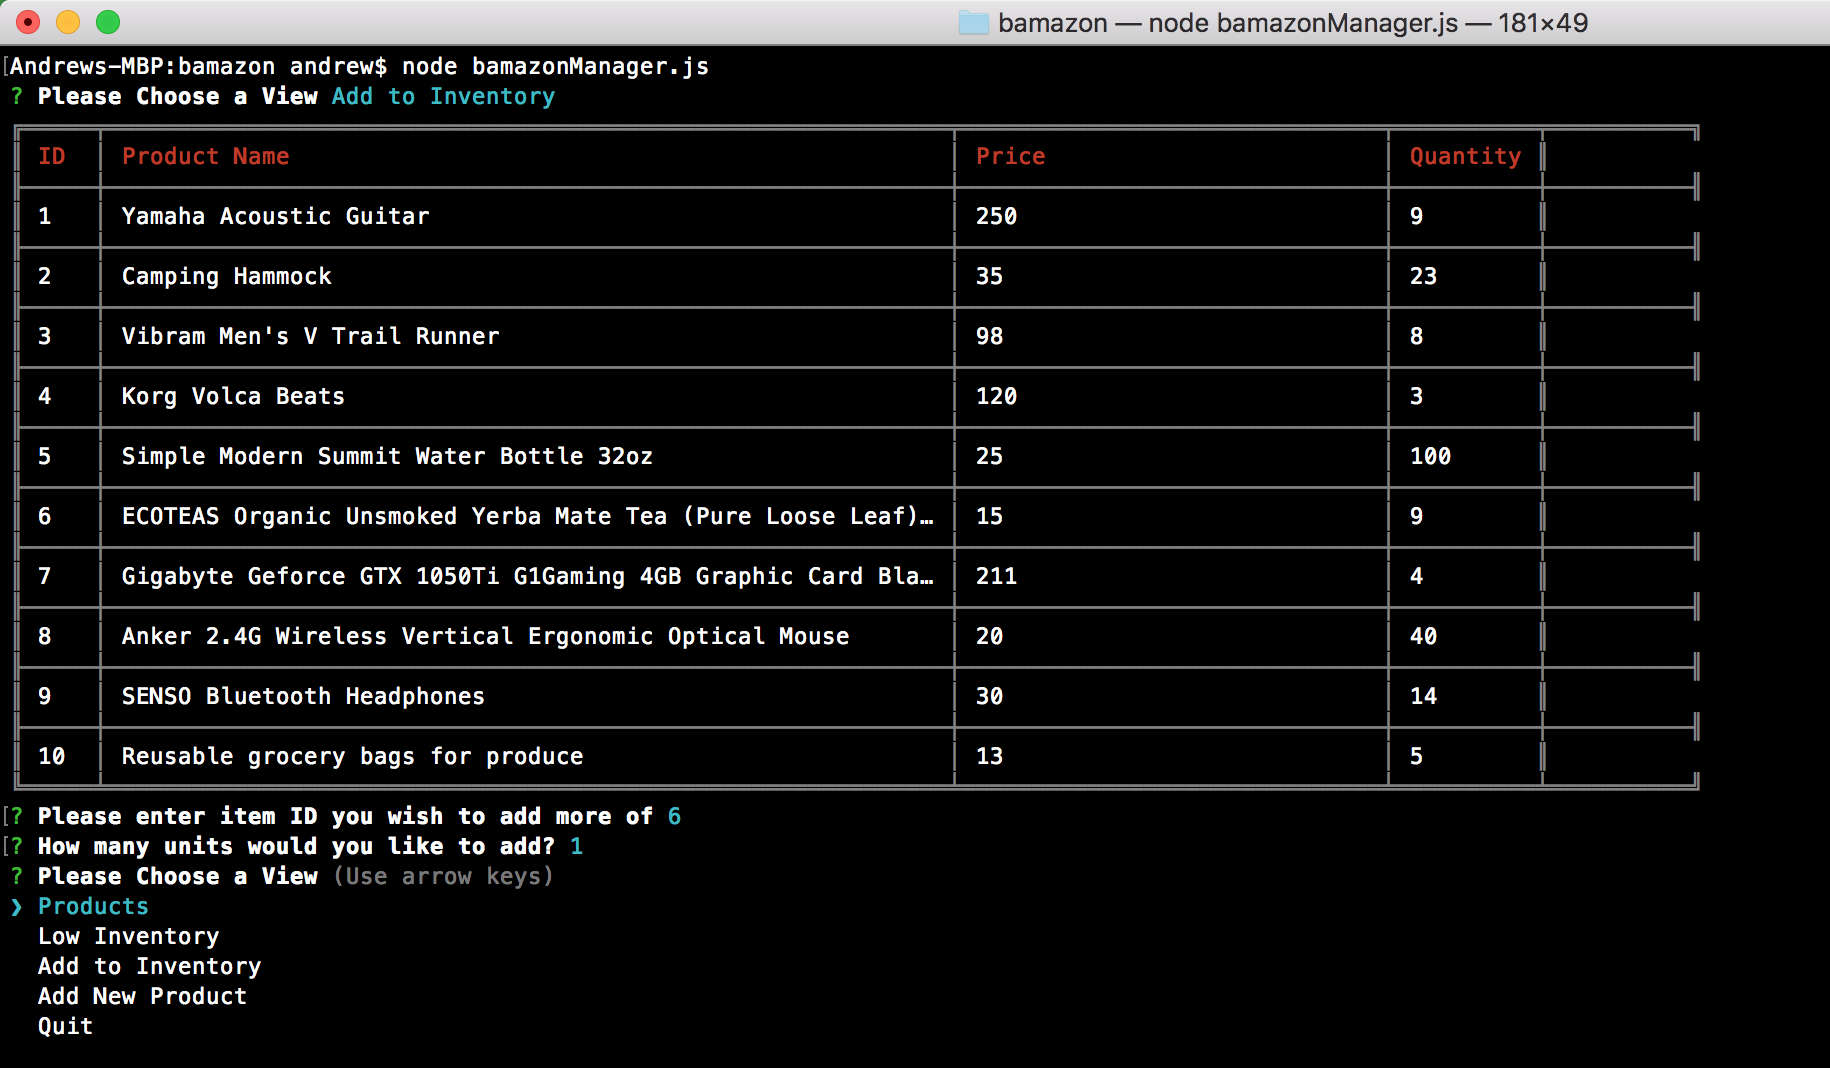 bamazon — node bamazonManager.js — 181×49
[Andrews-MBP:bamazon andrew$ node bamazonManager.js
? Please Choose a View Add to Inventory
ID Product Name Price Quantity
1 Yamaha Acoustic Guitar 250 9
2 Camping Hammock 35 23
3 Vibram Men's V Trail Runner 98 8
4 Korg Volca Beats 120 3
5 Simple Modern Summit Water Bottle 32oz 25 100
6 ECOTEAS Organic Unsmoked Yerba Mate Tea (Pure Loose Leaf)… 15 9
7 Gigabyte Geforce GTX 1050Ti G1Gaming 4GB Graphic Card Bla… 211 4
8 Anker 2.4G Wireless Vertical Ergonomic Optical Mouse 20 40
9 SENSO Bluetooth Headphones 30 14
10 Reusable grocery bags for produce 13 5
[? Please enter item ID you wish to add more of 6
[? How many units would you like to add? 1
? Please Choose a View (Use arrow keys)
❯ Products
Low Inventory
Add to Inventory
Add New Product
Quit